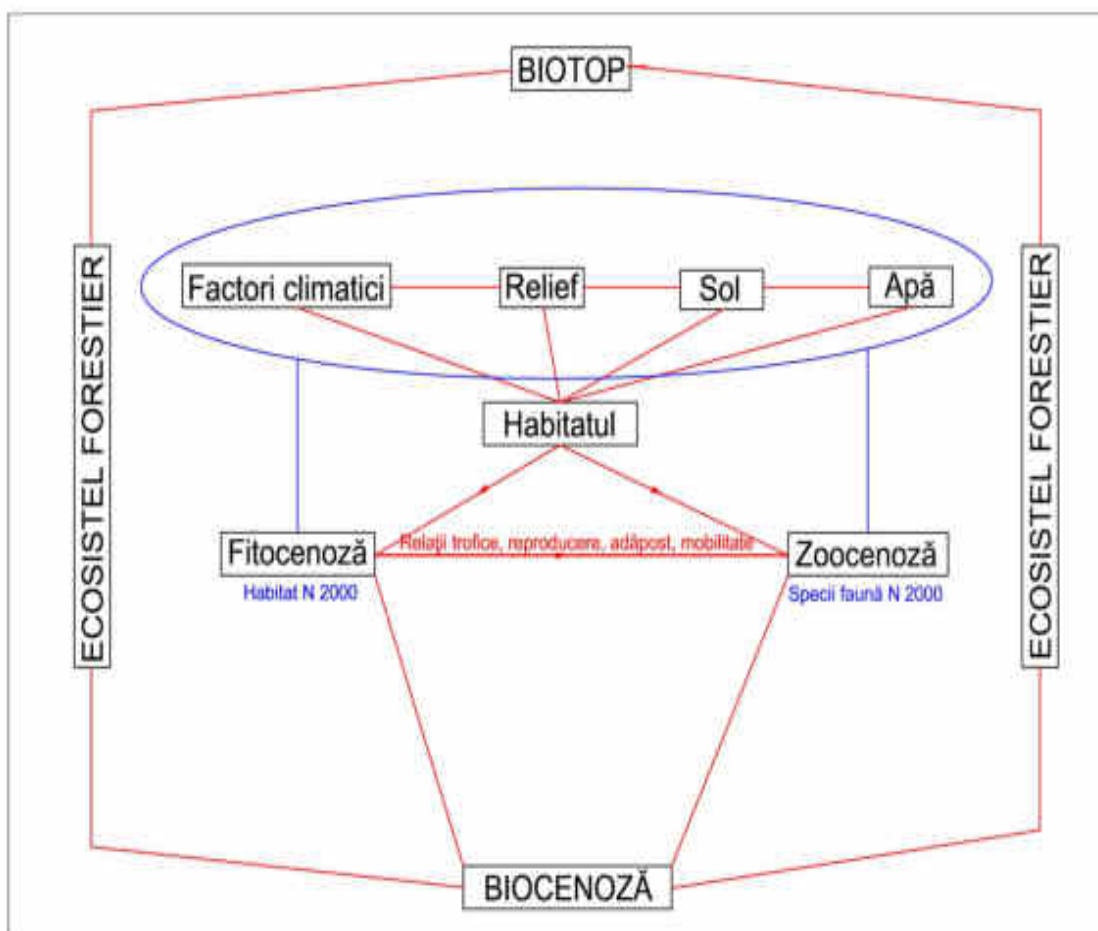 BIOTOP
Factori climatici
Relief
Sol
Apă
ECOSISTEL FORESTIER
ECOSISTEL FORESTIER
Habitatul
Relații trofice, reproducere, adăpost, mobilitate
Fitocenoză
Zoocenoză
Habitat N 2000
Specii faună N 2000
BIOCENOZĂ